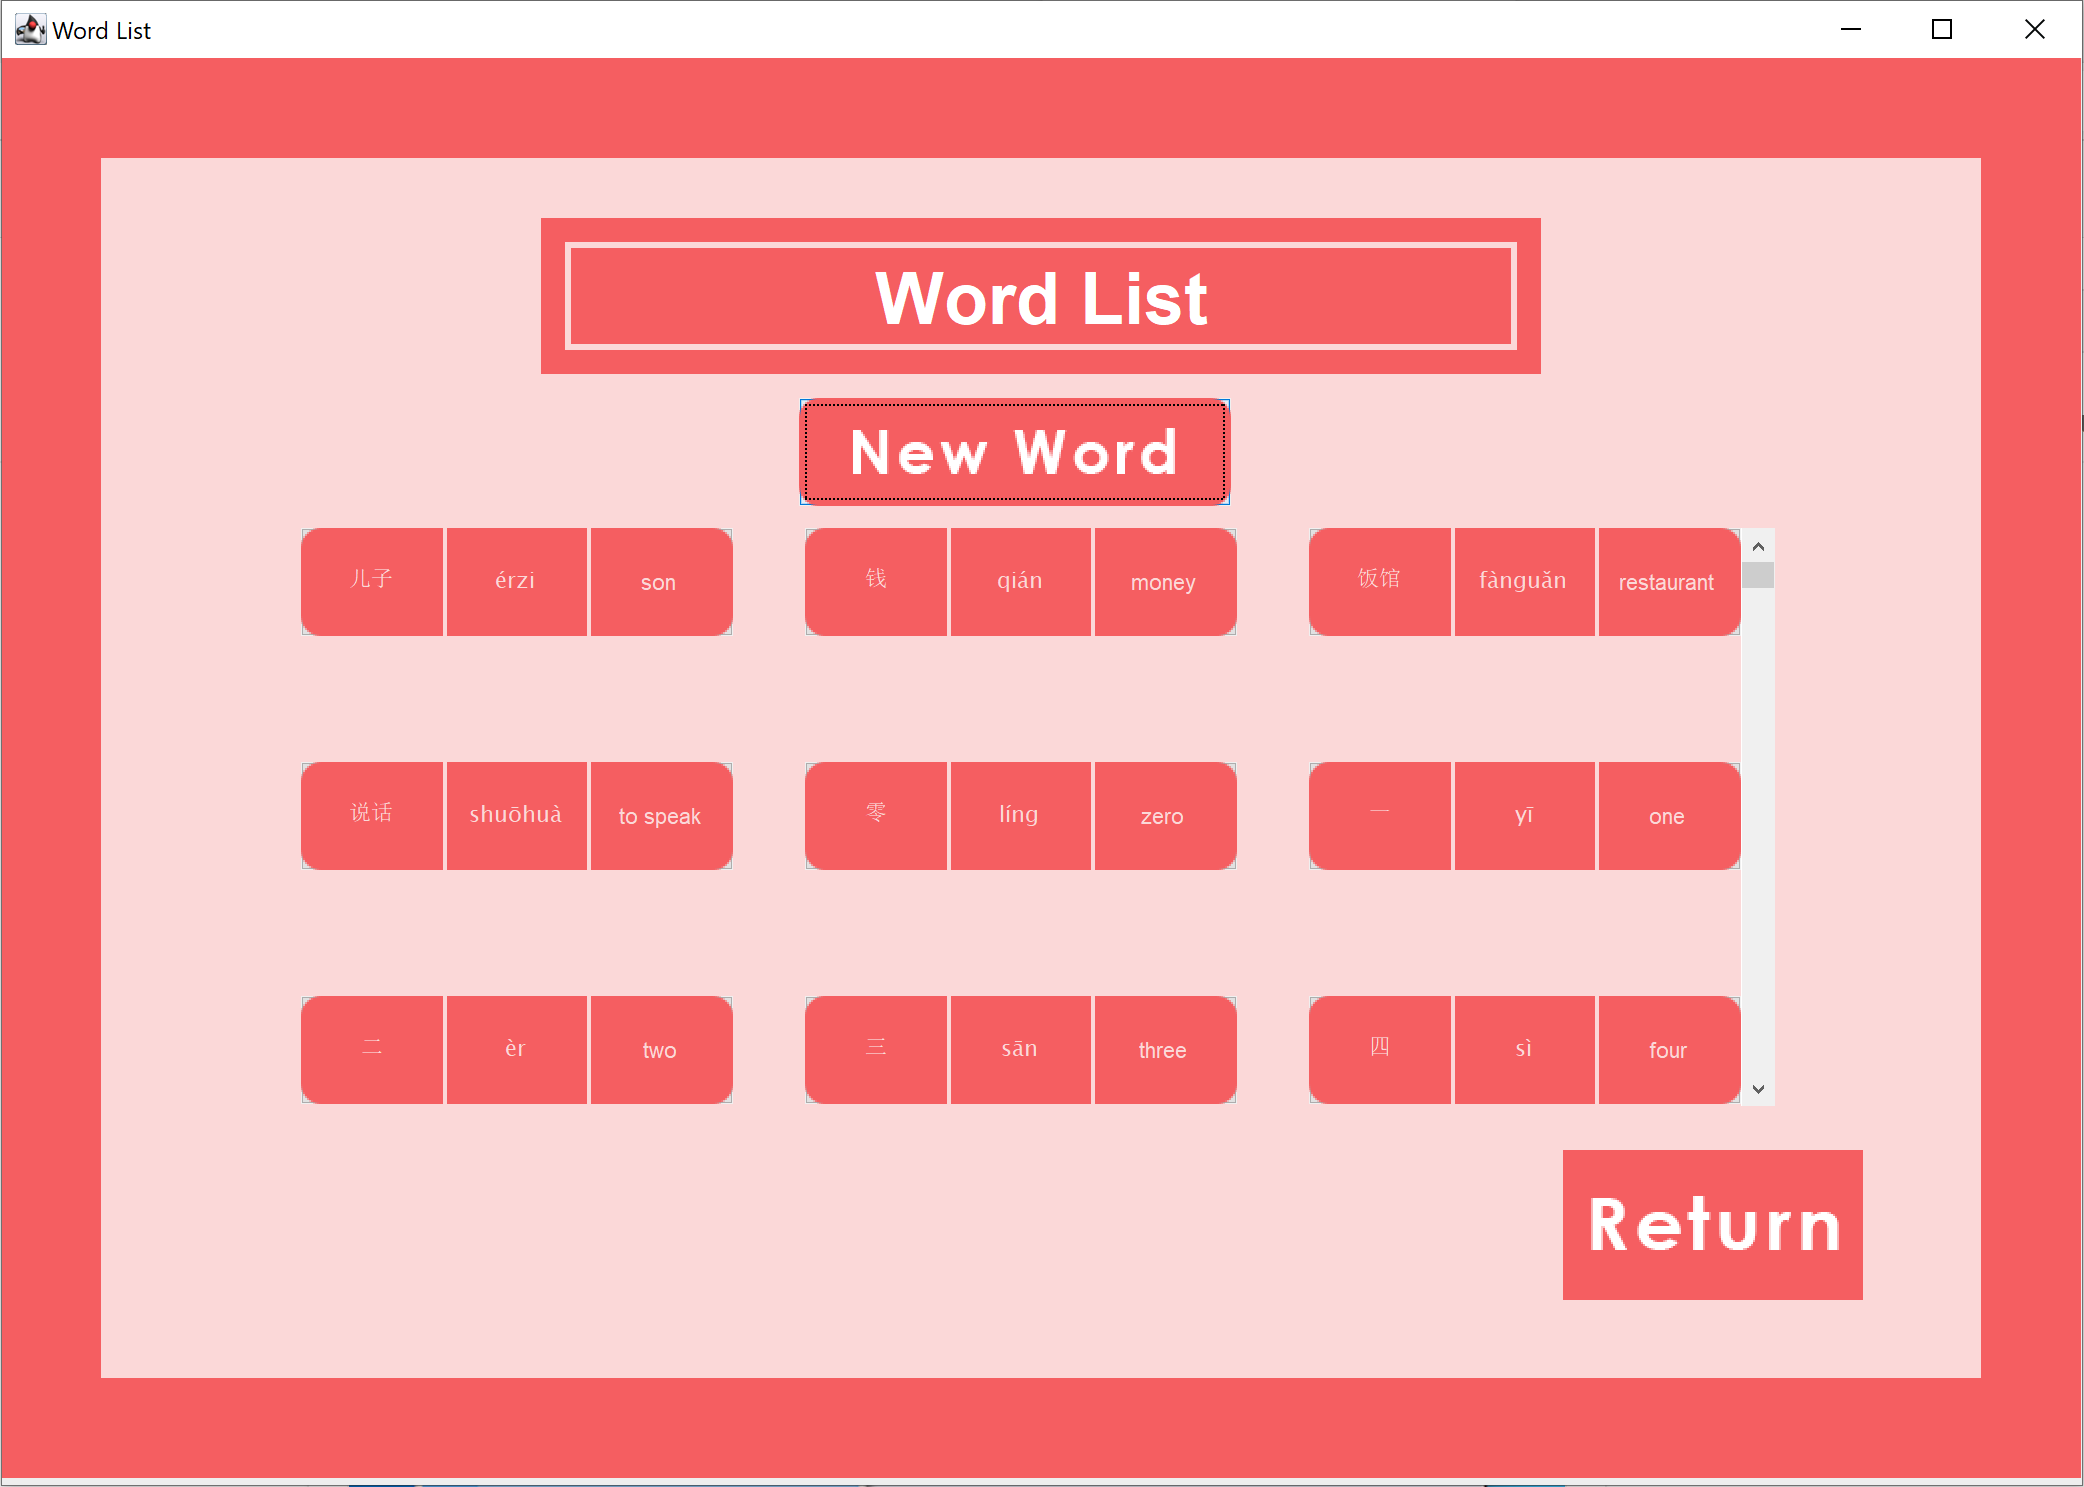 Word List
Word List
New Word
儿子 érzi son 钱 qián money 饭馆 fànguǎn restaurant
说话 shuōhuà to speak 零 líng zero 一 yī one
二 èr two 三 sān three 四 sì four
Return